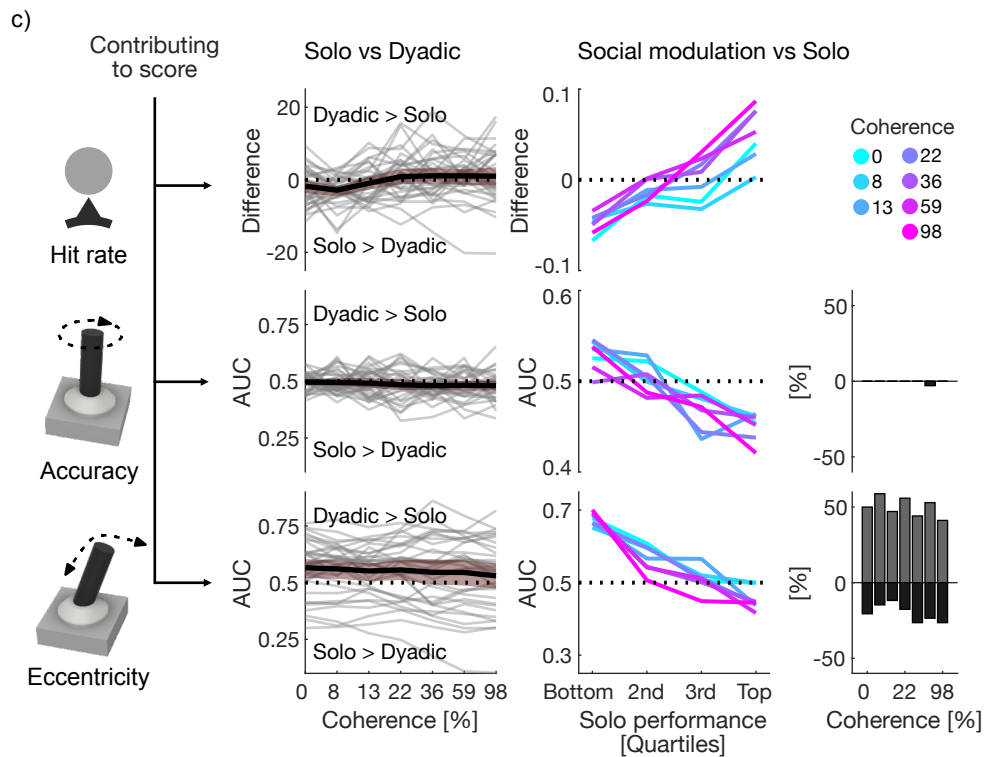 c)
Contributing
to score
Solo vs Dyadic
Social modulation vs Solo
Hit rate
Difference
20
0
-20
Dyadic > Solo
Solo > Dyadic
Difference
0.1
0
-0.1
Coherence
0
8
13
22
36
59
98
Accuracy
AUC
0.75
0.5
0.25
Dyadic > Solo
Solo > Dyadic
AUC
0.6
0.5
0.4
[%]
50
0
-50
Eccentricity
AUC
0.75
0.5
0.25
Dyadic > Solo
Solo > Dyadic
0 8 13 22 36 59 98
Coherence [%]
AUC
0.7
0.5
0.3
Bottom 2nd 3rd Top
Solo performance
[Quartiles]
[%]
50
0
-50
0 22 98
Coherence [%]